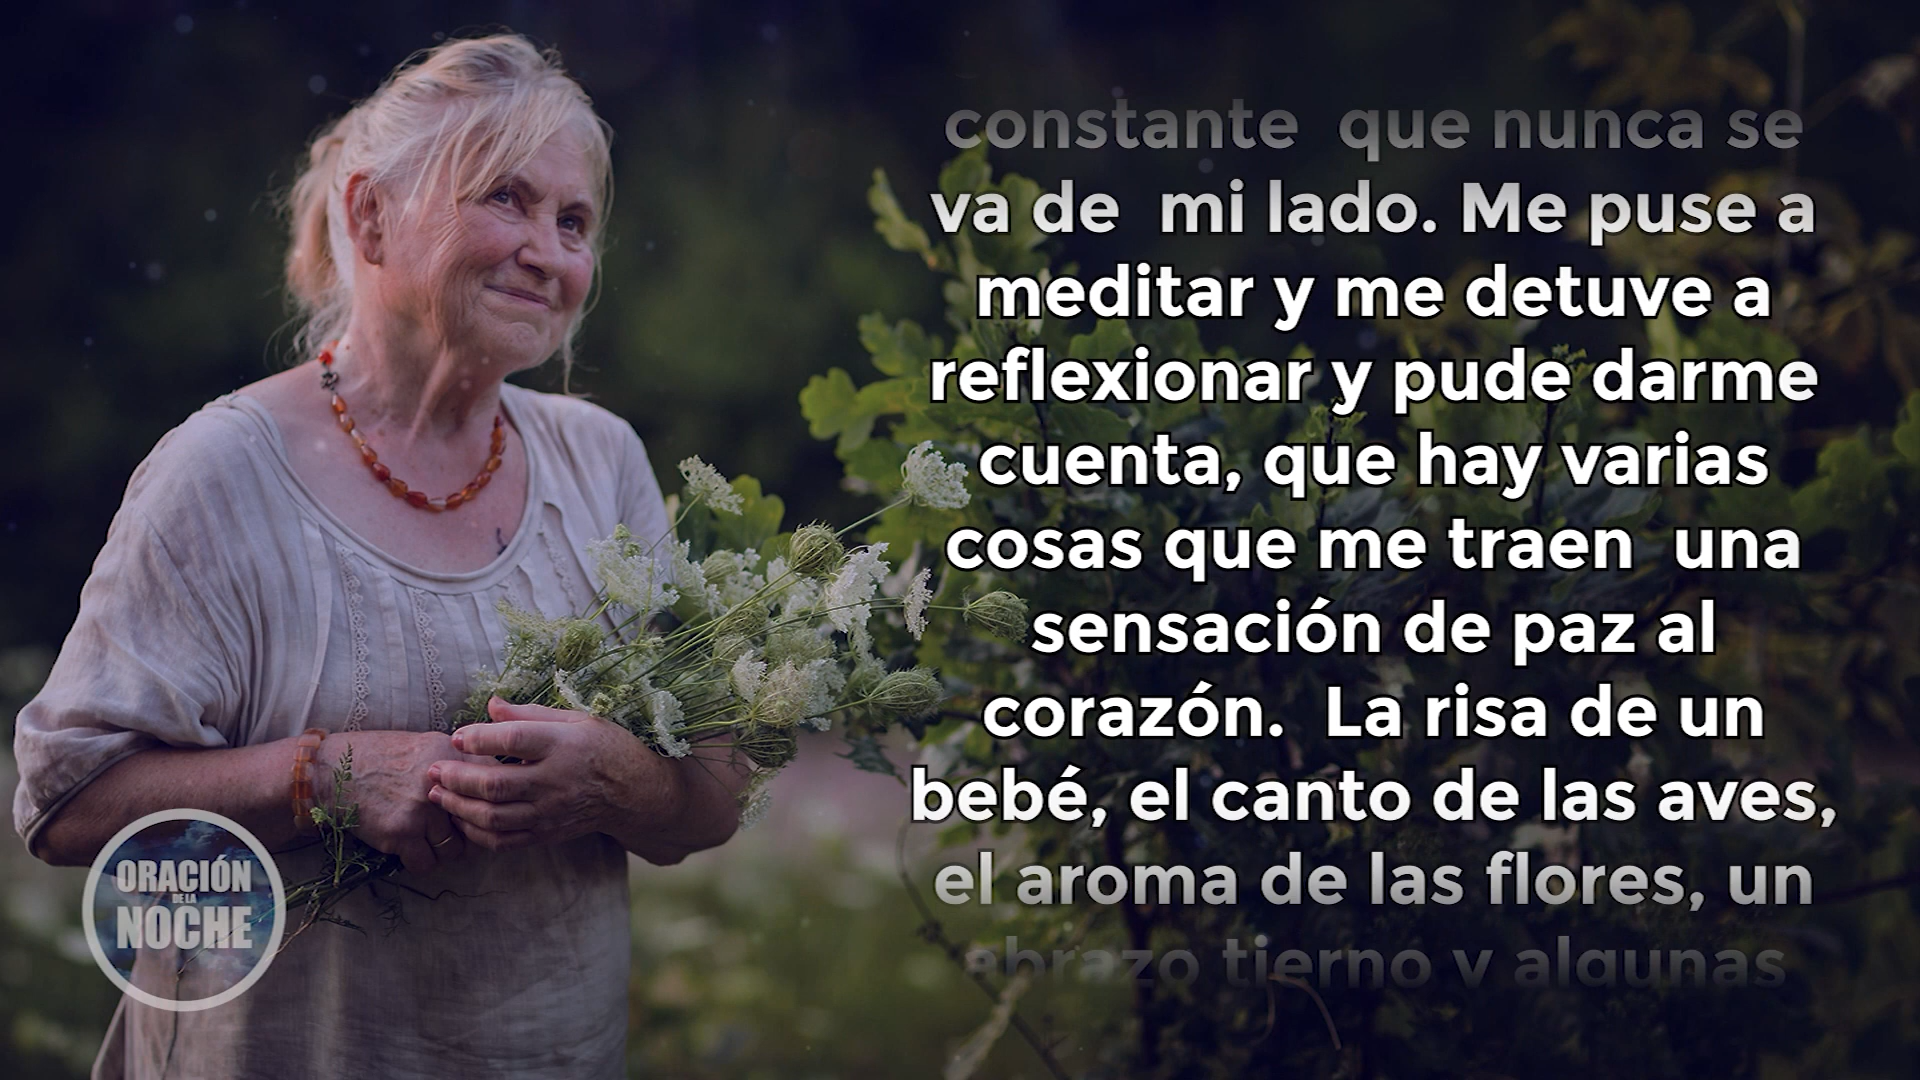 constante que nunca se
va de mi lado. Me puse a
meditar y me detuve a
reflexionar y pude darme
cuenta, que hay varias
cosas que me traen una
sensación de paz al
corazón. La risa de un
bebé, el canto de las aves,
el aroma de las flores, un
abrazo tierno y algunas
ORACIÓN
DE LA
NOCHE